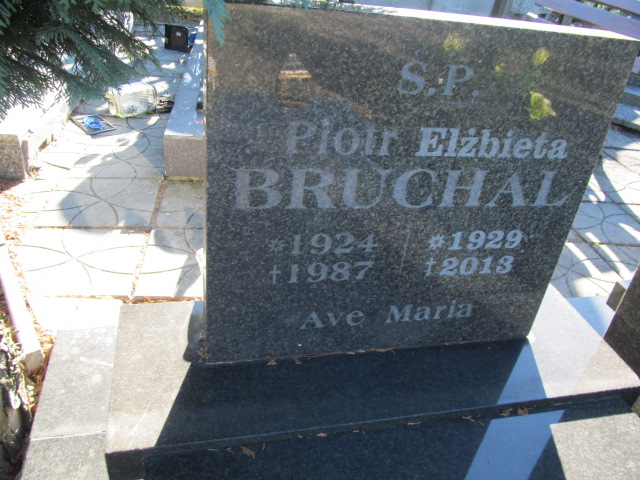 Ś.P.
Piotr Elżbieta
BRUCHAL
*1924 *1929
†1987 †2013
Ave Maria